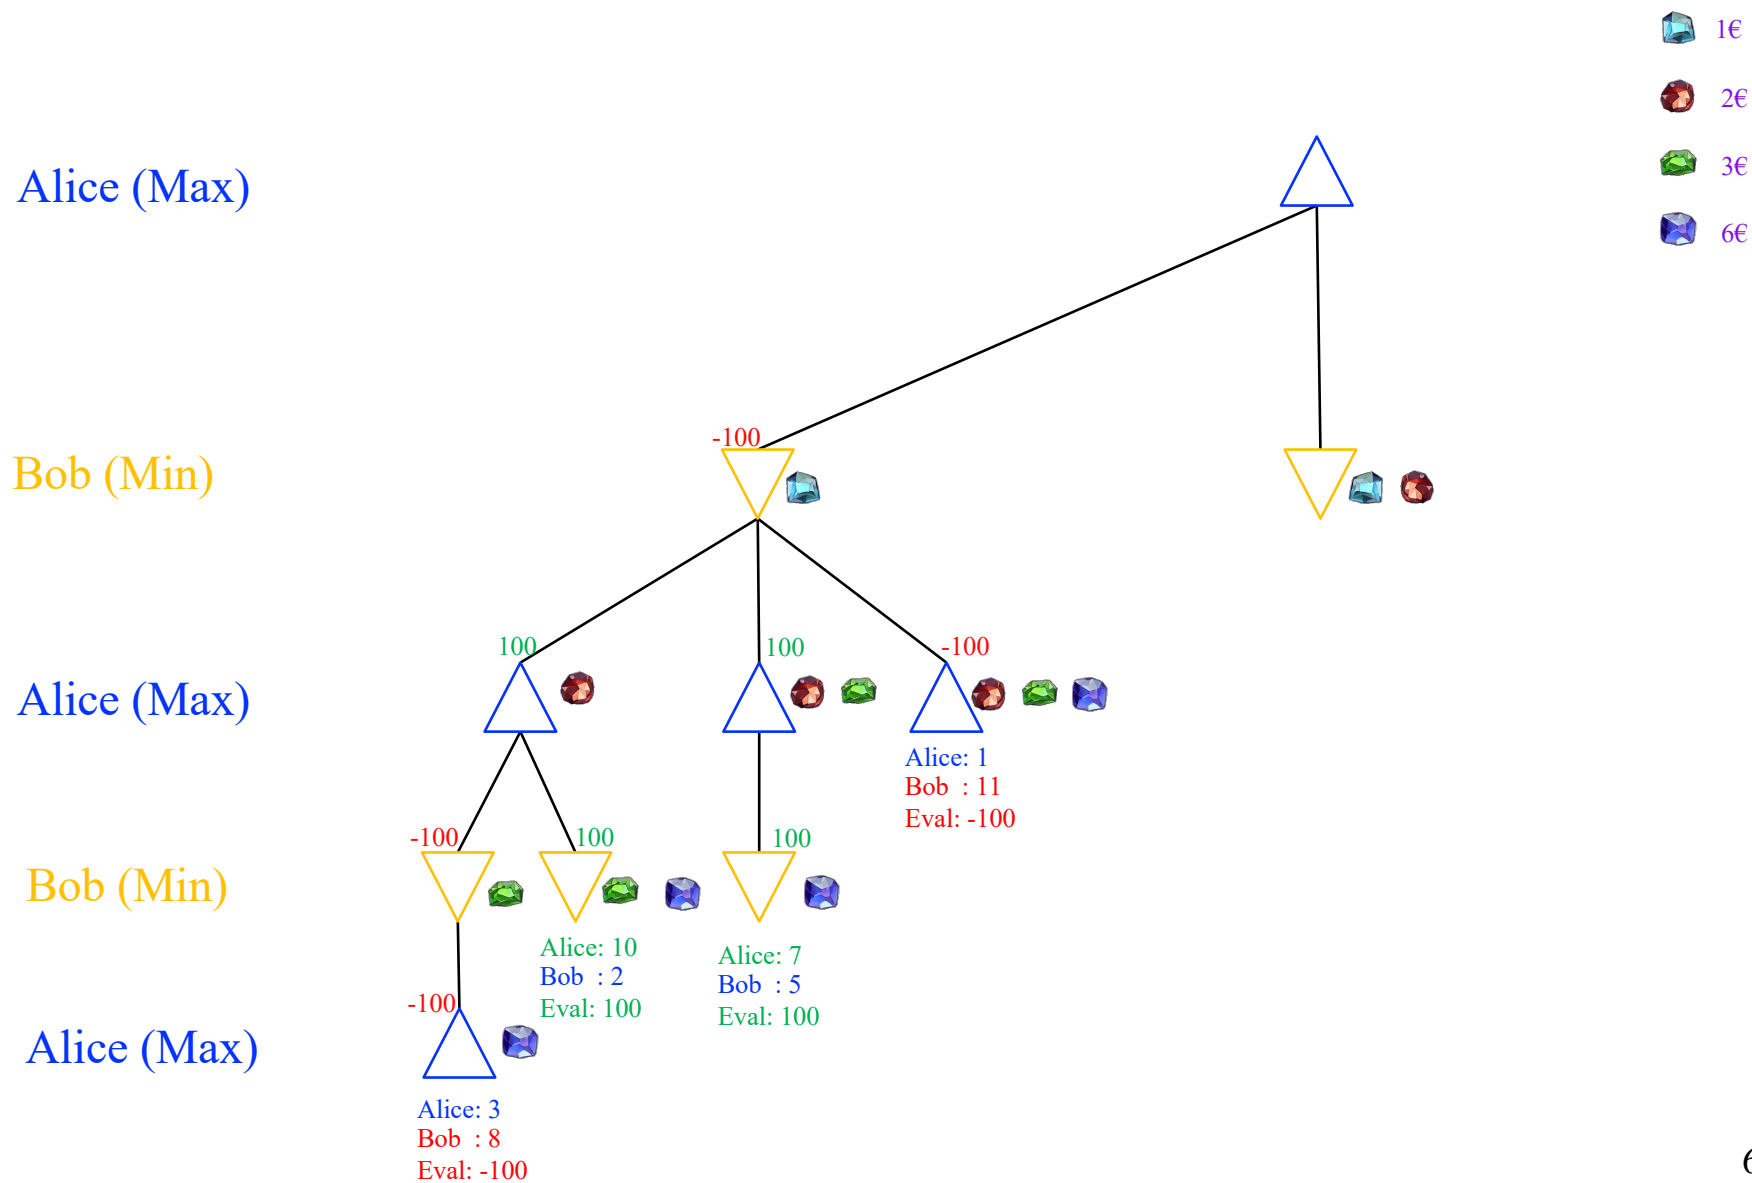 1€
2€
Alice (Max)
3€
6€
-100
Bob (Min)
100
100
-100
Alice (Max)
Alice: 1
Bob : 11
Eval: -100
-100
100
100
Bob (Min)
Alice: 10
Bob : 2
Eval: 100
Alice: 7
Bob : 5
Eval: 100
-100
Alice (Max)
Alice: 3
Bob : 8
Eval: -100
6